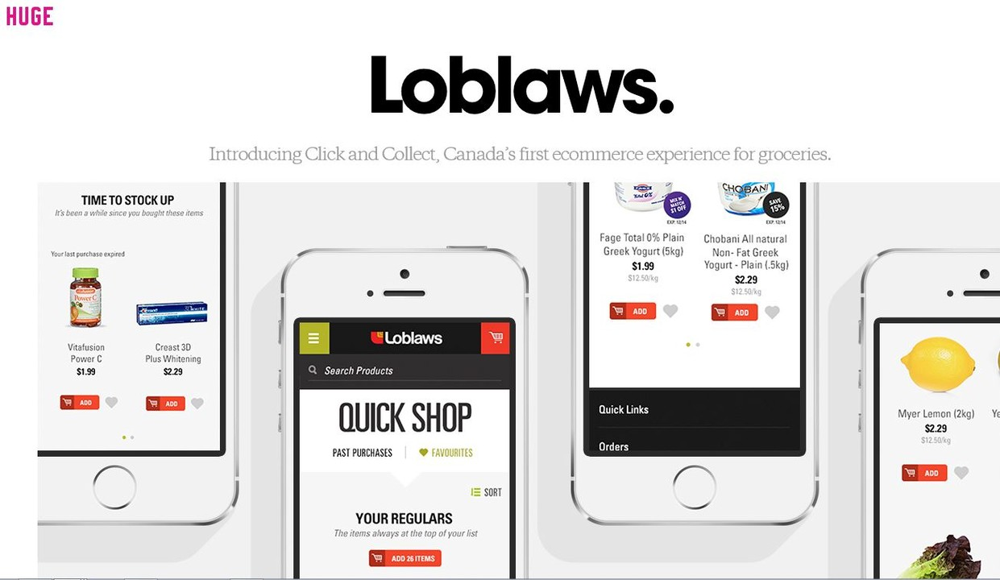 HUGE
Loblaws.
Introducing Click and Collect, Canada's first ecommerce experience for groceries.
TIME TO STOCK UP
It's been a while since you bought these items
Your last purchase expired
Power C
Vitafusion
Power C
$1.99
ADD
Creast 3D
Plus Whitening
$2.29
ADD
Loblaws
Search Products
QUICK SHOP
PAST PURCHASES
FAVOURITES
SORT
YOUR REGULARS
The items always at the top of your list
ADD 26 ITEMS
FAGE
Total 0%
MIX N'
MATCH
$1 OFF
EXP. 12/14
Fage Total 0% Plain
Greek Yogurt (5kg)
$1.99
$12.50/kg
ADD
CHOBANI
SAVE
15%
EXP. 12/14
Chobani All natural
Non- Fat Greek
Yogurt - Plain (.5kg)
$2.29
$12.50/kg
ADD
Quick Links
Orders
Myer Lemon (2kg)
$2.29
$12.50/kg
ADD
Ye